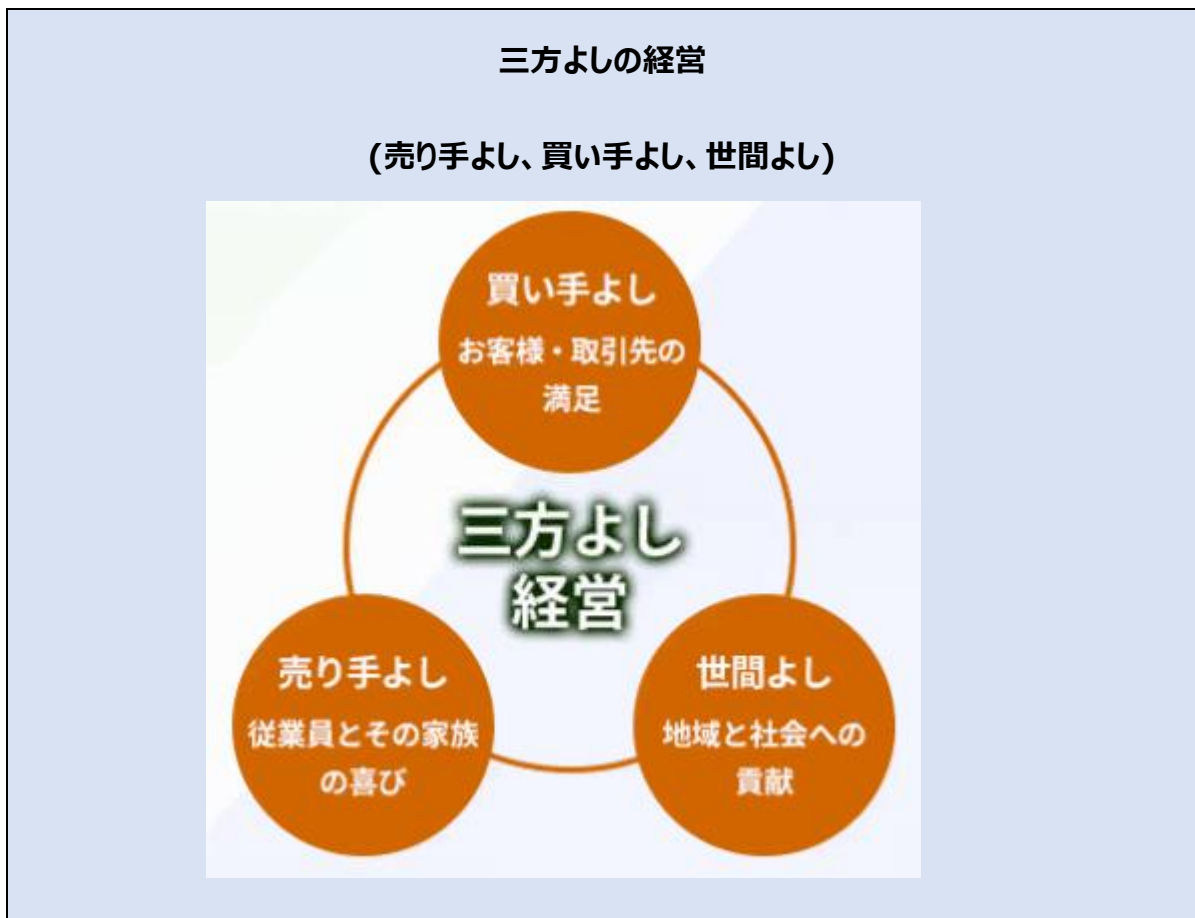 三方よしの経営
(売り手よし、買い手よし、世間よし)
買い手よし
お客様・取引先の
満足
三方よし
経営
売り手よし
従業員とその家族
の喜び
世間よし
地域と社会への
貢献